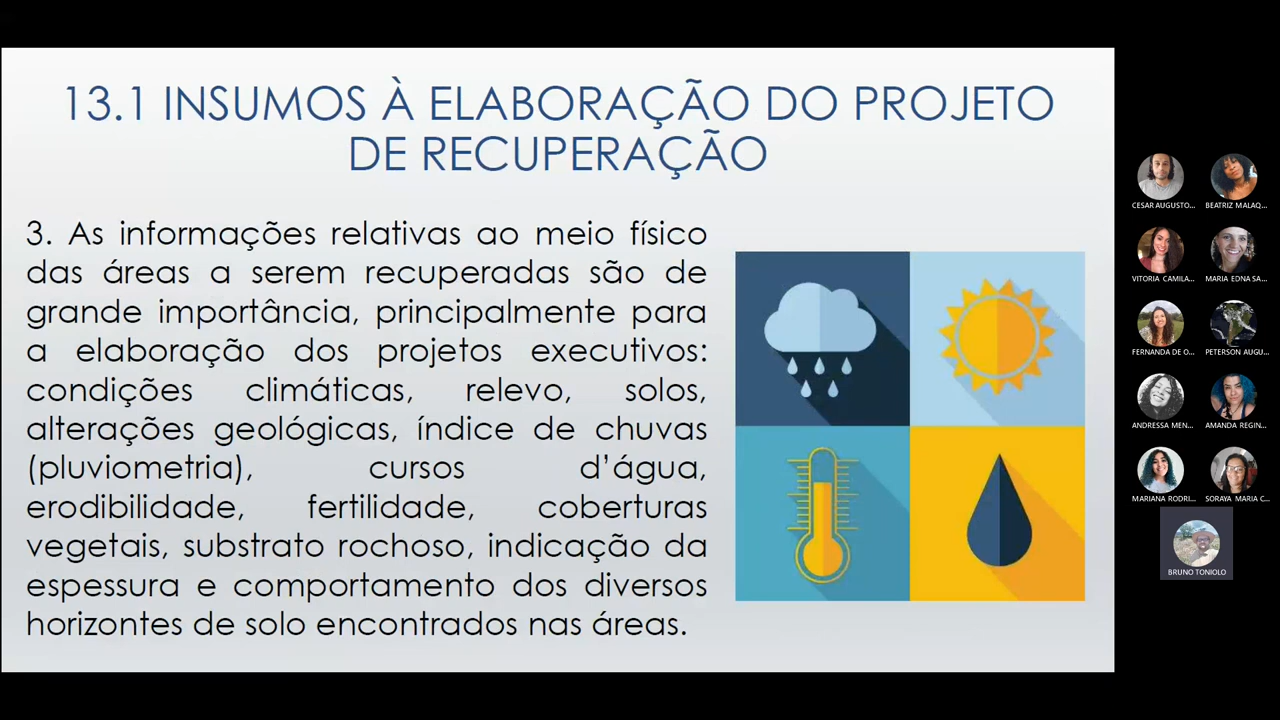 13.1 INSUMOS À ELABORAÇÃO DO PROJETO
DE RECUPERAÇÃO
3. As informações relativas ao meio físico
das áreas a serem recuperadas são de
grande importância, principalmente para
a elaboração dos projetos executivos:
condições climáticas, relevo, solos,
alterações geológicas, índice de chuvas
(pluviometria), cursos d’água,
erodibilidade, fertilidade, coberturas
vegetais, substrato rochoso, indicação da
espessura e comportamento dos diversos
horizontes de solo encontrados nas áreas.
CESAR AUGUSTO...
BEATRIZ MALAQ...
VITORIA CAMILA...
MARIA EDNA SA...
FERNANDA DE O...
PETERSON AUGU...
ANDRESSA MEN...
AMANDA REGIN...
MARIANA RODRI...
SORAYA MARIA C...
BRUNO TONIOLO